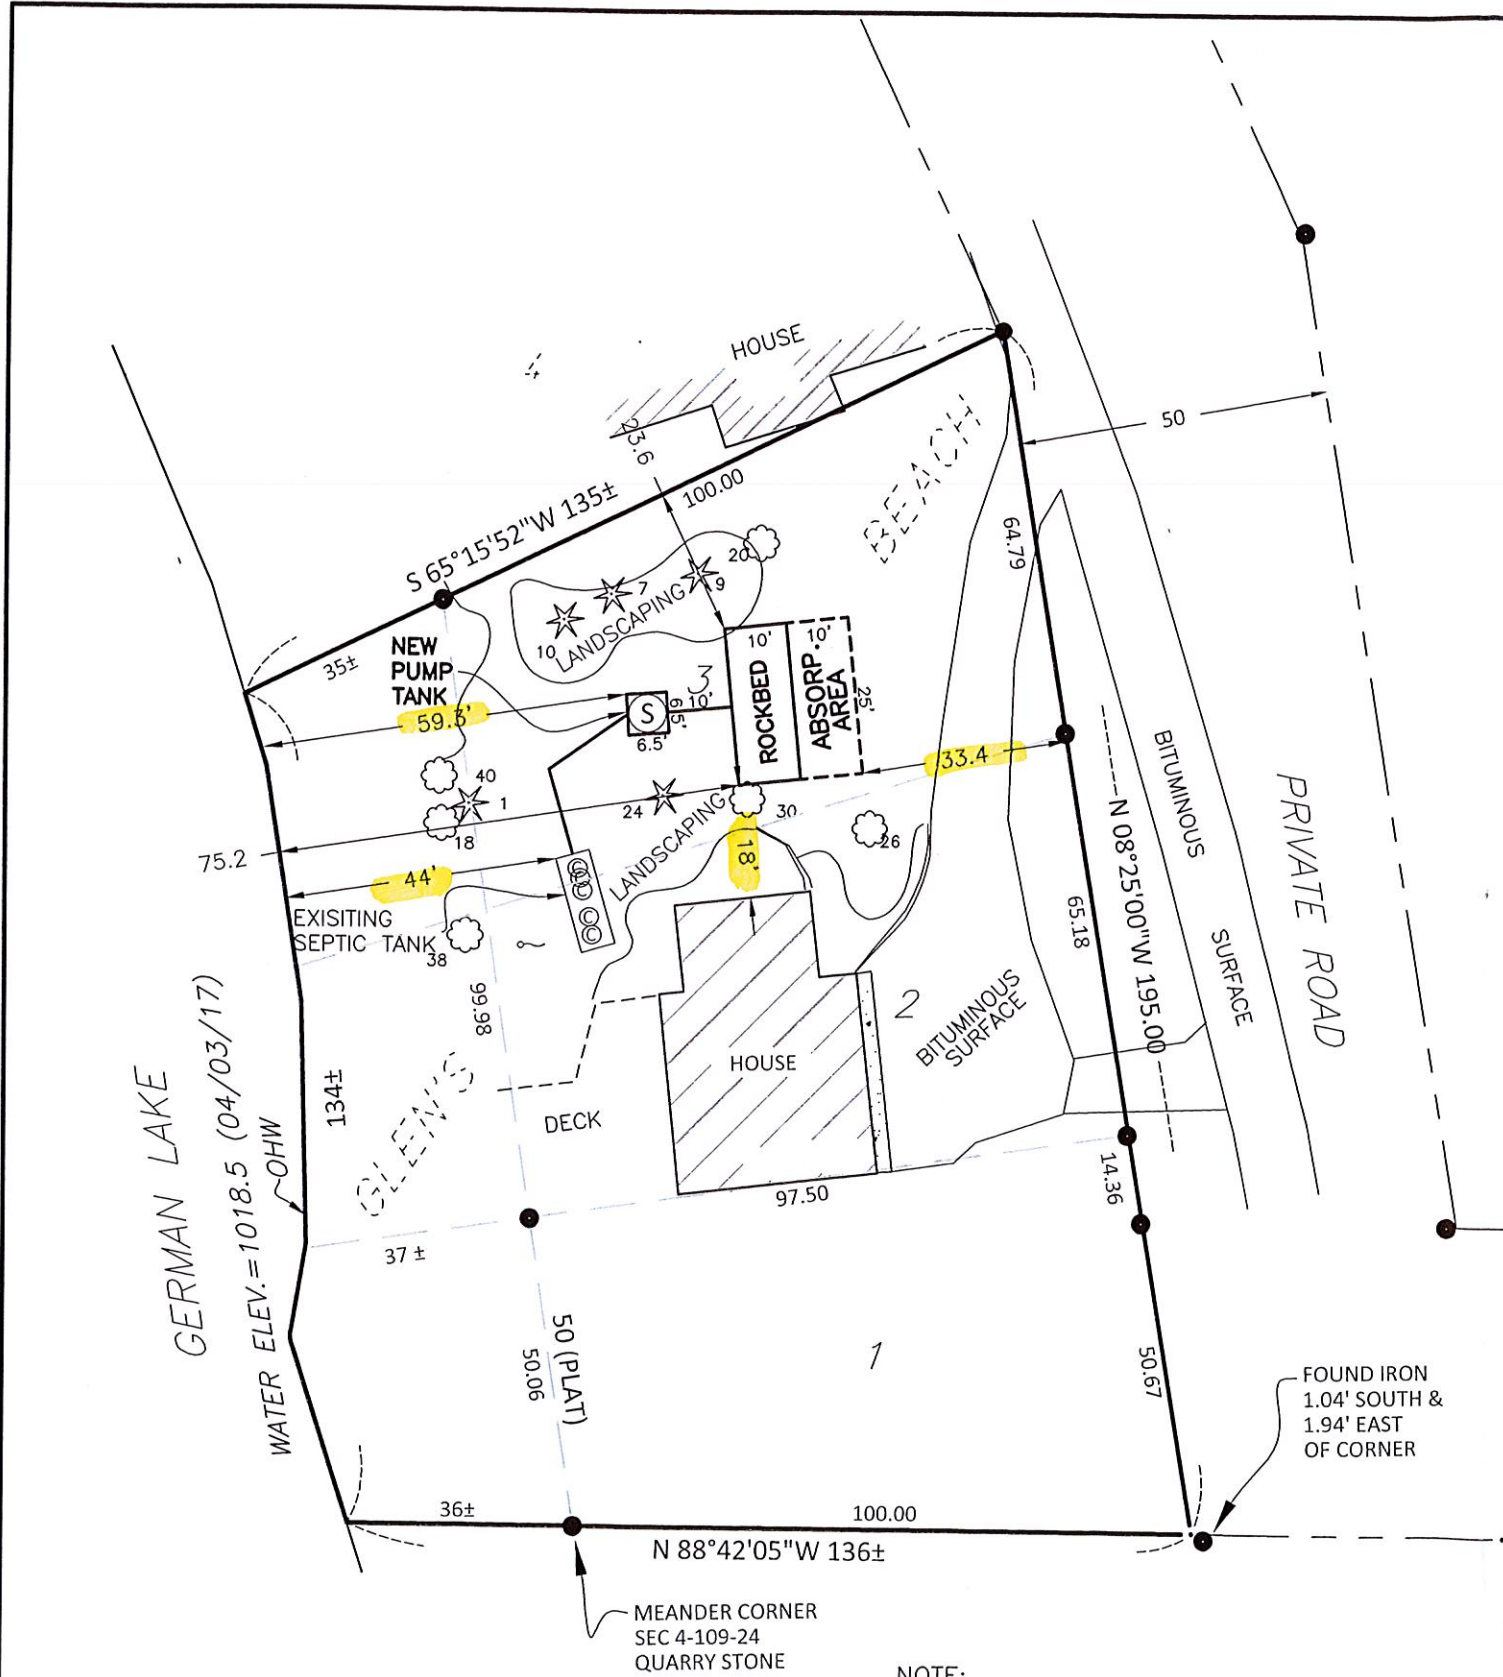 HOUSE
23.6
BEACH
50
100.00
S 65°15'52"W 135±
64.79
20
7
9
10
LANDSCAPING
NEW
PUMP
TANK
35±
59.3'
S
6.5'
6.5'
10'
3
10'
10'
ROCKBED
ABSORP.
AREA
25'
33.4
BITUMINOUS
SURFACE
PRIVATE ROAD
N 08°25'00"W 195.00
40
1
18
24
30
26
75.2
LANDSCAPING
44'
18'
EXISITING
SEPTIC TANK
38
C
C
C
C
C
65.18
99.98
2
BITUMINOUS
SURFACE
HOUSE
DECK
GERMAN LAKE
WATER ELEV.=1018.5 (04/03/17)
OHW
134±
GLEN'S
97.50
14.36
37 ±
50 (PLAT)
50.06
1
50.67
FOUND IRON
1.04' SOUTH &
1.94' EAST
OF CORNER
36±
100.00
N 88°42'05"W 136±
MEANDER CORNER
SEC 4-109-24
QUARRY STONE
NOTE: